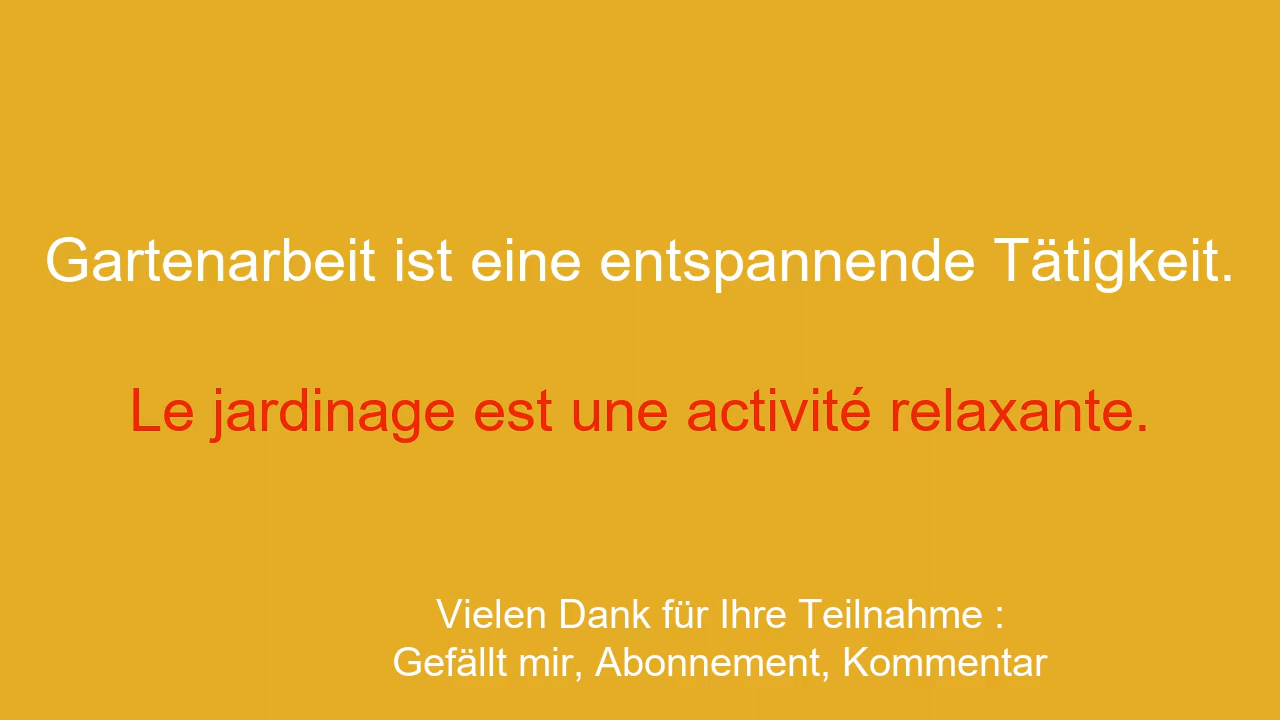 Gartenarbeit ist eine entspannende Tätigkeit.
Le jardinage est une activité relaxante.
Vielen Dank für Ihre Teilnahme :
Gefällt mir, Abonnement, Kommentar